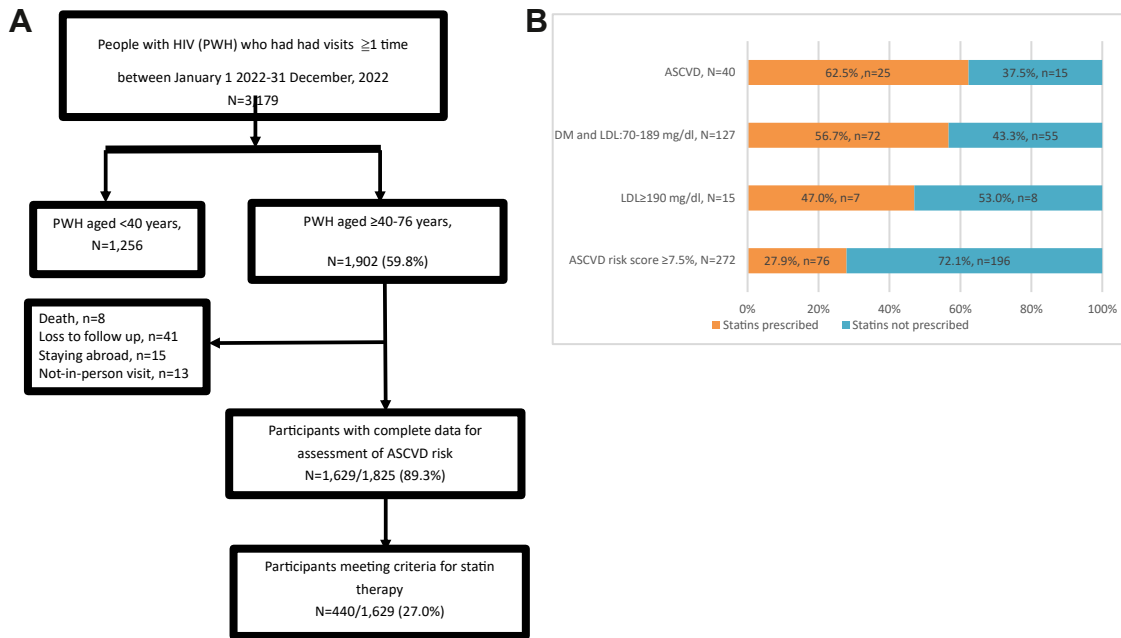 A
People with HIV (PWH) who had had visits ≧1 time
between January 1 2022-31 December, 2022
N=3,179
PWH aged <40 years,
N=1,256
PWH aged ≥40-76 years,
N=1,902 (59.8%)
Death, n=8
Loss to follow up, n=41
Staying abroad, n=15
Not-in-person visit, n=13
Participants with complete data for
assessment of ASCVD risk
N=1,629/1,825 (89.3%)
Participants meeting criteria for statin
therapy
N=440/1,629 (27.0%)
B
ASCVD, N=40
62.5% ,n=25
37.5%, n=15
DM and LDL:70-189 mg/dl, N=127
56.7%, n=72
43.3%, n=55
LDL≥190 mg/dl, N=15
47.0%, n=7
53.0%, n=8
ASCVD risk score ≥7.5%, N=272
27.9%, n=76
72.1%, n=196
0%
20%
40%
60%
80%
100%
Statins prescribed
Statins not prescribed